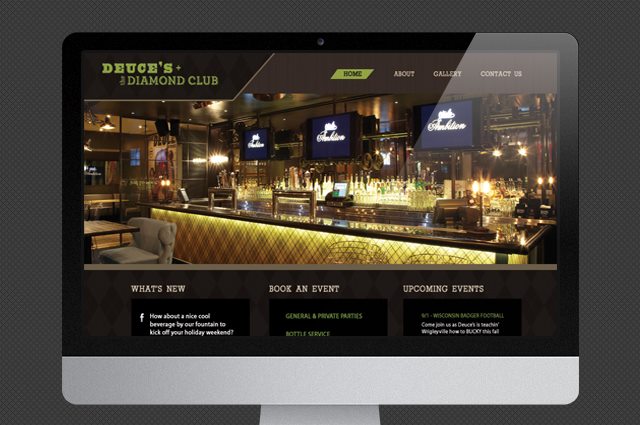 DEUCE'S +
THE DIAMOND CLUB
HOME ABOUT GALLERY CONTACT US
Ambition
Ambition
WHAT'S NEW
How about a nice cool
beverage by our fountain to
kick off your holiday weekend?
BOOK AN EVENT
GENERAL & PRIVATE PARTIES
BOTTLE SERVICE
UPCOMING EVENTS
9/1 - WISCONSIN BADGER FOOTBALL
Come join us as Deuce's is teachin'
Wrigleyville how to BUCKY this fall